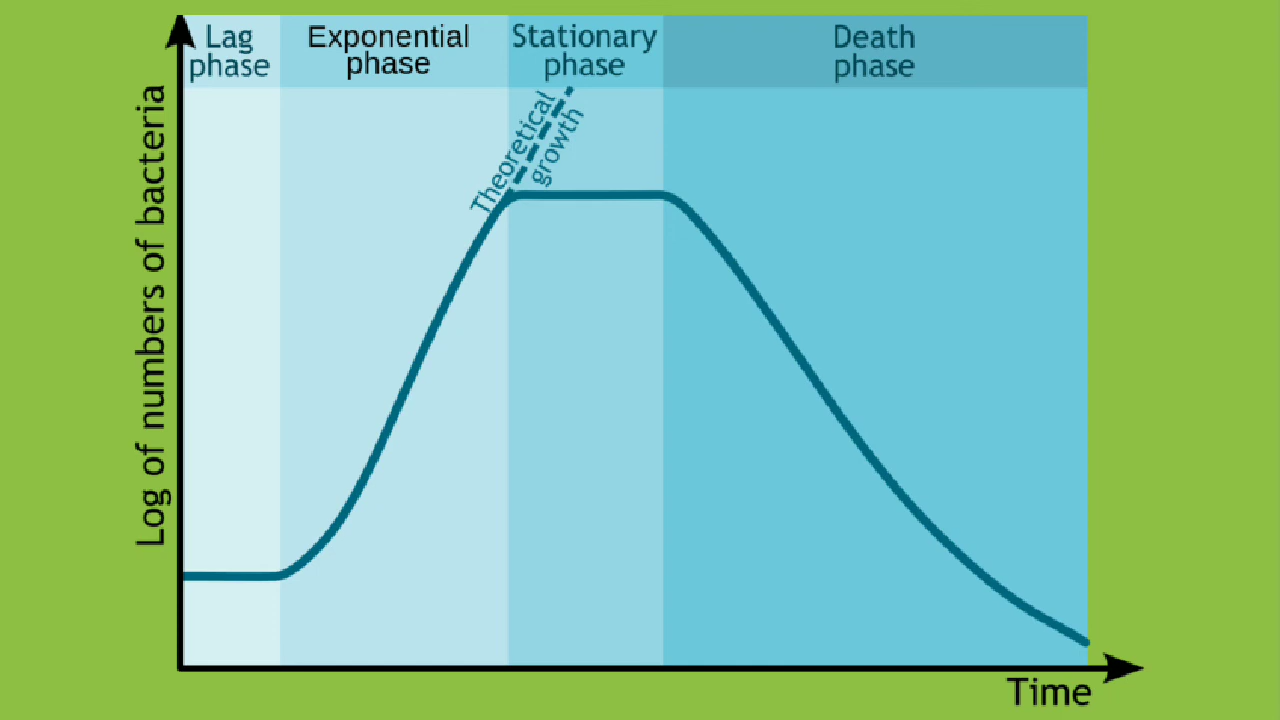 Lag
phase
Exponential
phase
Stationary
phase
Death
phase
Theoretical
growth
Log of numbers of bacteria
Time